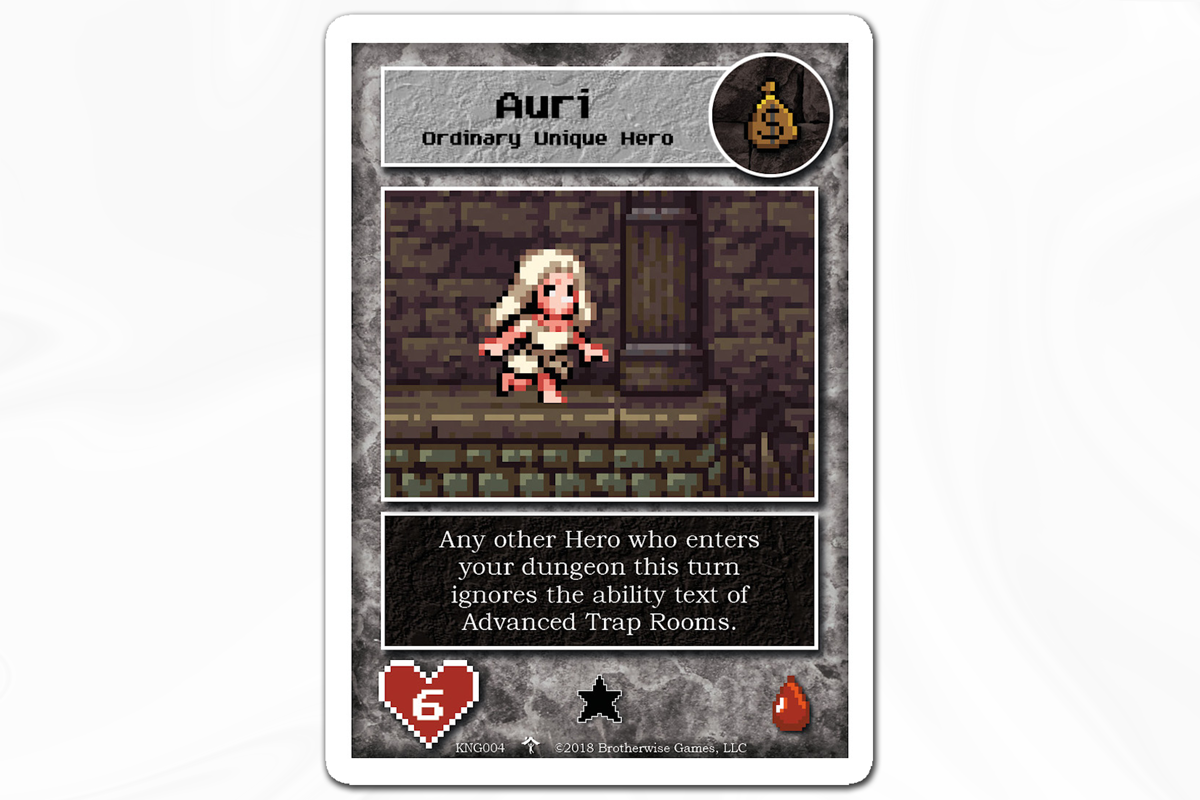 Auri
Ordinary Unique Hero
$
Any other Hero who enters
your dungeon this turn
ignores the ability text of
Advanced Trap Rooms.
6
KNG004 ©2018 Brotherwise Games, LLC